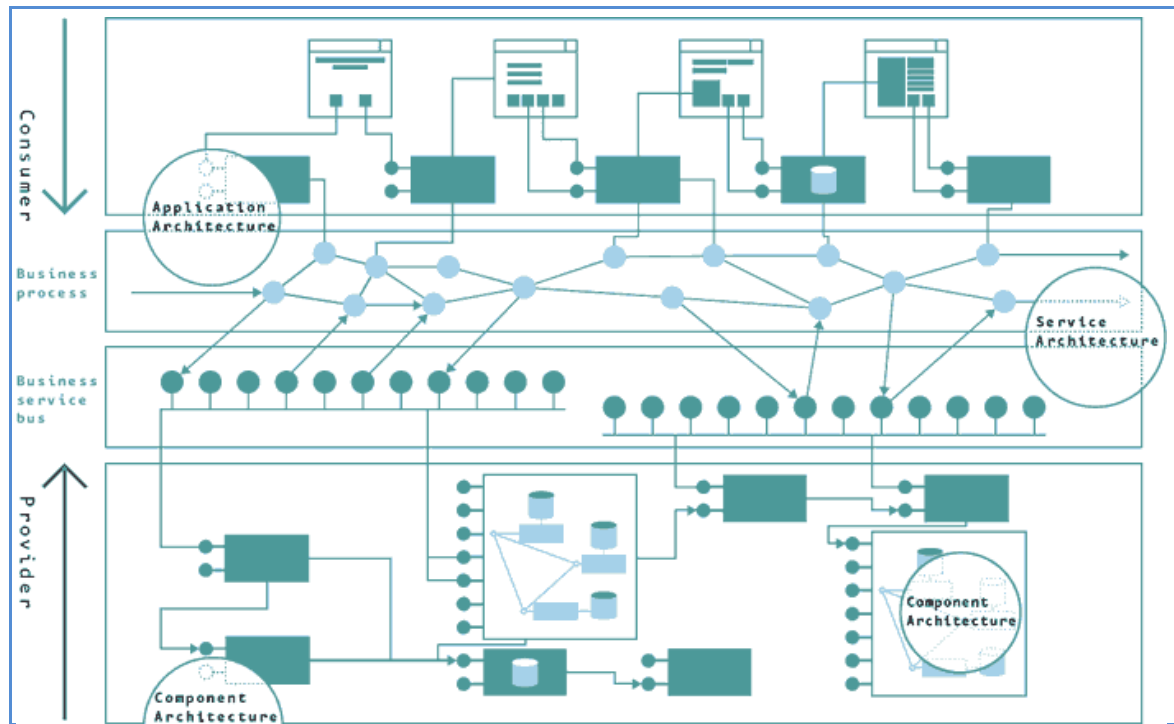 Consumer
Application
Architecture
Business
process
Service
Architecture
Business
service
bus
Provider
Component
Architecture
Component
Architecture